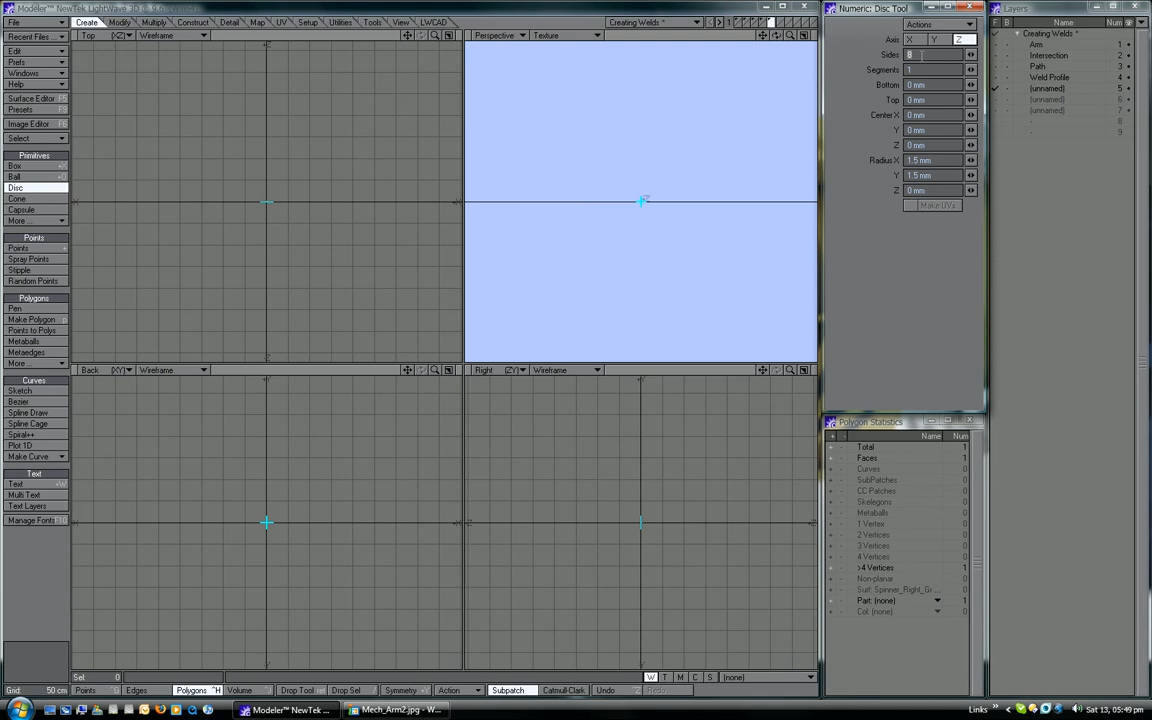 Modeler™ NewTek LightWave 3D
File
Recent Files ...
Edit
Prefs
Windows
Help
Surface Editor F5
Presets F9
Image Editor F6
Select
Primitives
Box +X
Ball +O
Disc
Cone
Capsule
More ...
Points
Points +
Spray Points
Stipple
Random Points
Polygons
Pen
Make Polygon p
Points to Polys
Metaballs
Metaedges
More ...
Curves
Sketch
Bezier
Spline Draw
Spline Cage
Spiral++
Plot 1D
Make Curve
Text
Text +W
Multi Text
Text Layers
Manage Fonts F10
Create Modify Multiply Construct Detail Map UV Setup Utilities Tools View LWCAD
Creating Welds *
Top (XZ) Wireframe
Perspective Texture
Back (XY) Wireframe
Right (ZY) Wireframe
Numeric: Disc Tool
Actions
Axis X Y Z
Sides 8
Segments 1
Bottom 0 mm
Top 0 mm
Center X 0 mm
Y 0 mm
Z 0 mm
Radius X 1.5 mm
Y 1.5 mm
Z 0 mm
Make UVs
Polygon Statistics
+ - Name Num
Total 1
Faces 1
Curves 0
SubPatches 0
CC Patches 0
Skelegons 0
Metaballs 0
1 Vertex 0
2 Vertices 0
3 Vertices 0
4 Vertices 0
>4 Vertices 1
Non-planar 0
Surf: Spinner_Right_Gr ... 0
Part: (none) 1
Col: (none) 0
Layers
F B Name Num
Creating Welds *
Arm 1
Intersection 2
Path 3
Weld Profile 4
(unnamed) 5
(unnamed) 6
(unnamed) 7
8
9
Sel: 0
W T M C S (none)
Grid: 50 cm Points ^G Edges Polygons ^H Volume Drop Tool Drop Sel Symmetry Action Subpatch Catmull-Clark Undo Redo
Modeler™ NewTek ... Mech_Arm2.jpg - W... Links » Sat 13, 05:49 pm